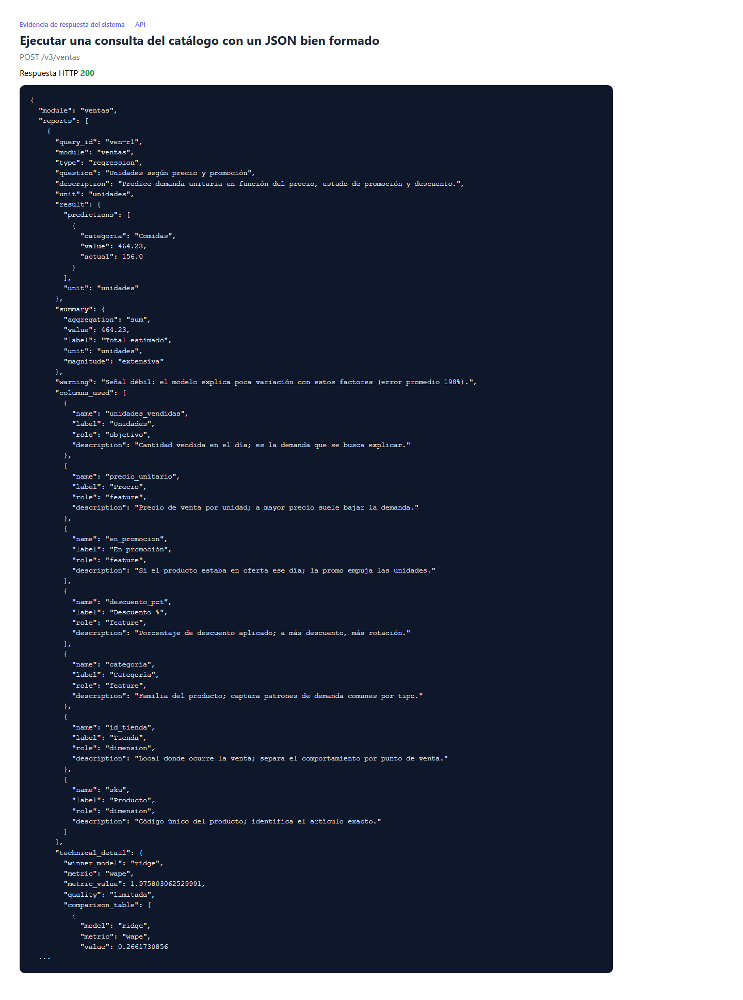 Evidencia de respuesta del sistema — API
Ejecutar una consulta del catálogo con un JSON bien formado
POST /v3/ventas
Respuesta HTTP 200
{
  "module": "ventas",
  "reports": [
    {
      "query_id": "ven-r1",
      "module": "ventas",
      "type": "regression",
      "question": "Unidades según precio y promoción",
      "description": "Predice demanda unitaria en función del precio, estado de promoción y descuento.",
      "unit": "unidades",
      "result": {
        "predictions": [
          {
            "categoria": "Comidas",
            "value": 464.23,
            "actual": 156.0
          }
        ],
        "unit": "unidades"
      },
      "summary": {
        "aggregation": "sum",
        "value": 464.23,
        "label": "Total estimado",
        "unit": "unidades",
        "magnitude": "extensiva"
      },
      "warning": "Señal débil: el modelo explica poca variación con estos factores (error promedio 198%).",
      "columns_used": [
        {
          "name": "unidades_vendidas",
          "label": "Unidades",
          "role": "objetivo",
          "description": "Cantidad vendida en el día; es la demanda que se busca explicar."
        },
        {
          "name": "precio_unitario",
          "label": "Precio",
          "role": "feature",
          "description": "Precio de venta por unidad; a mayor precio suele bajar la demanda."
        },
        {
          "name": "en_promocion",
          "label": "En promoción",
          "role": "feature",
          "description": "Si el producto estaba en oferta ese día; la promo empuja las unidades."
        },
        {
          "name": "descuento_pct",
          "label": "Descuento %",
          "role": "feature",
          "description": "Porcentaje de descuento aplicado; a más descuento, más rotación."
        },
        {
          "name": "categoria",
          "label": "Categoría",
          "role": "feature",
          "description": "Familia del producto; captura patrones de demanda comunes por tipo."
        },
        {
          "name": "id_tienda",
          "label": "Tienda",
          "role": "dimension",
          "description": "Local donde ocurre la venta; separa el comportamiento por punto de venta."
        },
        {
          "name": "sku",
          "label": "Producto",
          "role": "dimension",
          "description": "Código único del producto; identifica el artículo exacto."
        }
      ],
      "technical_detail": {
        "winner_model": "ridge",
        "metric": "wape",
        "metric_value": 1.975803062529991,
        "quality": "limitada",
        "comparison_table": [
          {
            "model": "ridge",
            "metric": "wape",
            "value": 0.2661730856
  ...